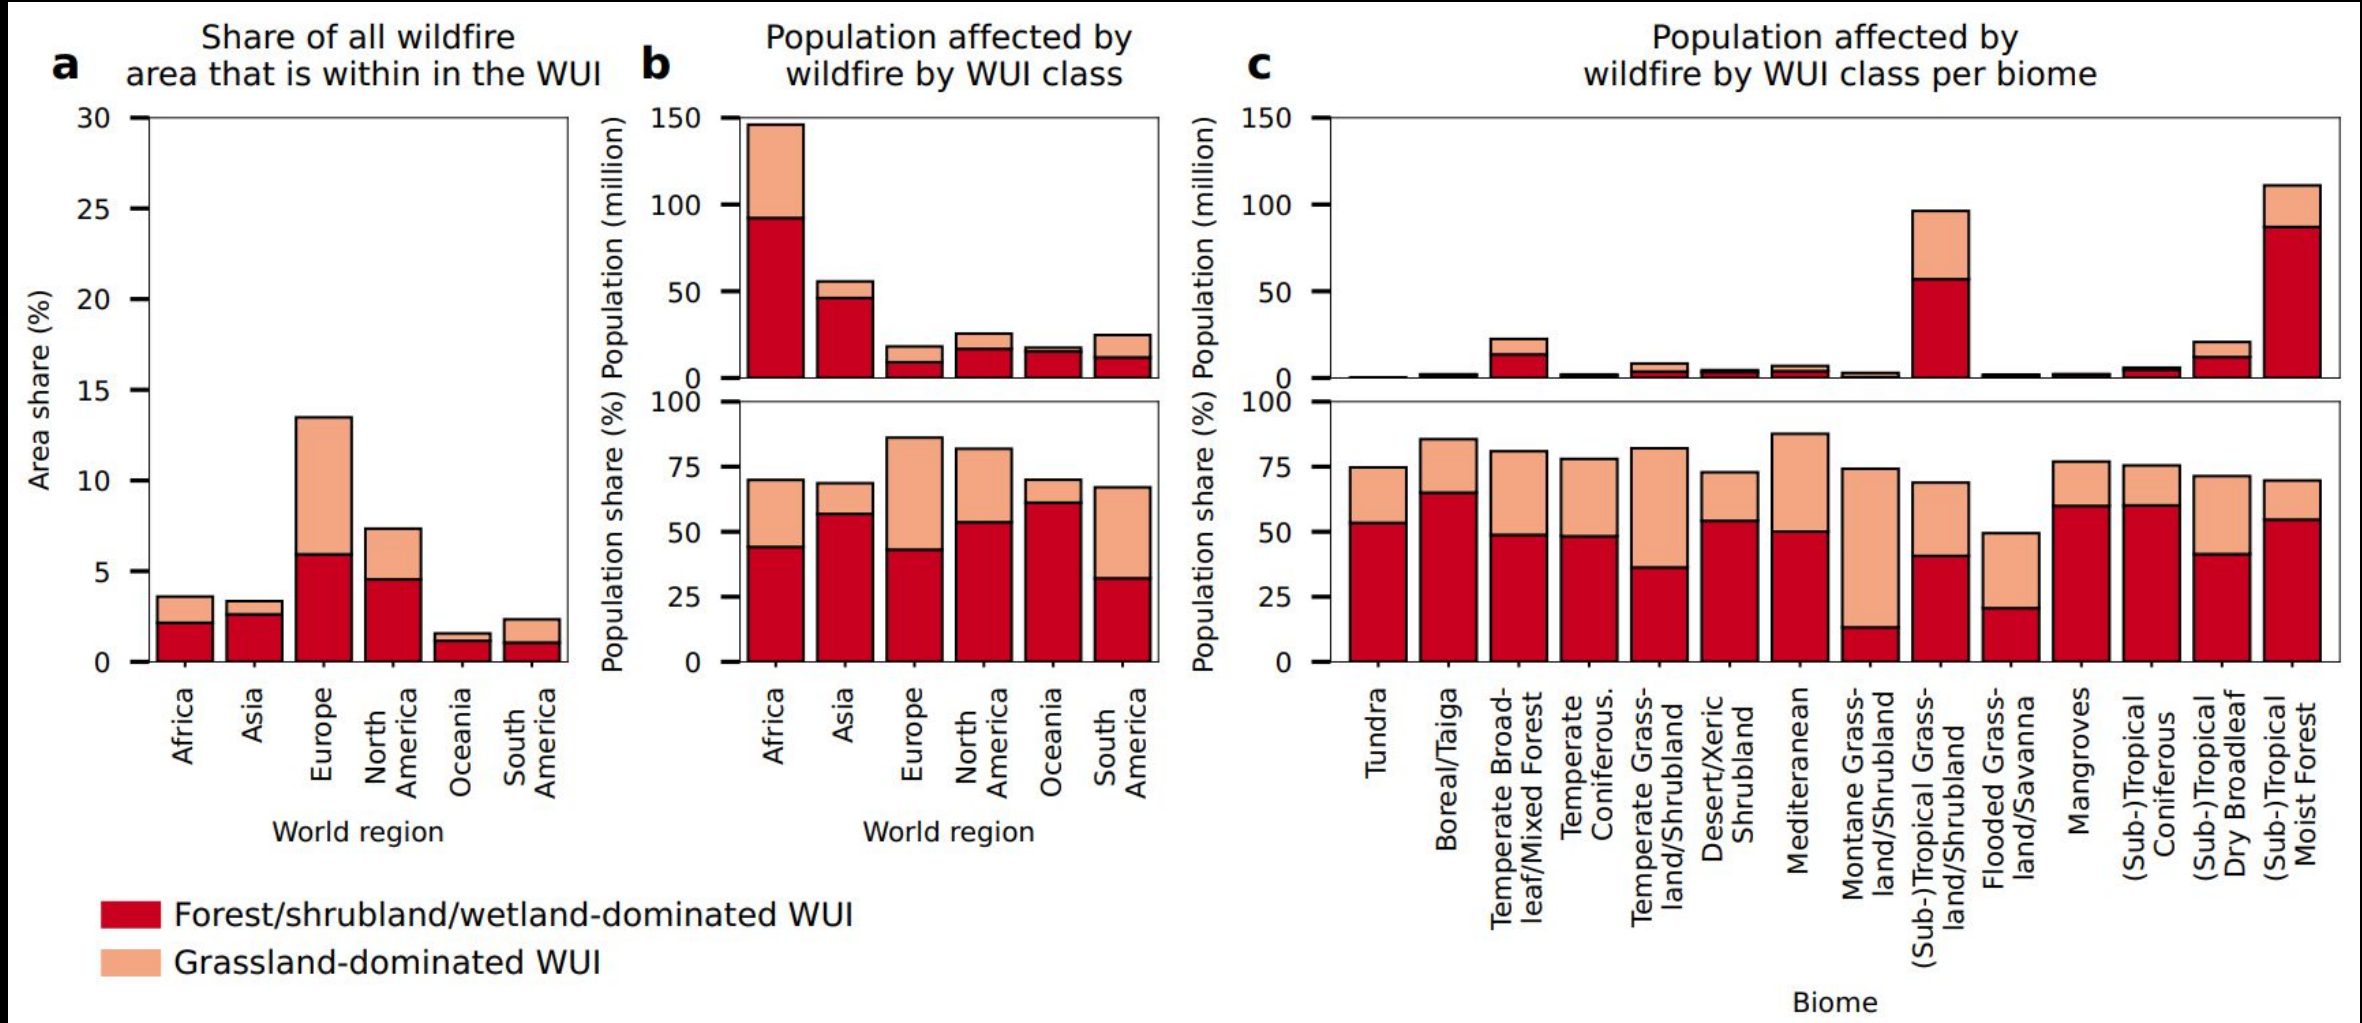 a
Share of all wildfire
area that is within in the WUI
Area share (%)
30
25
20
15
10
5
0
Africa
Asia
Europe
North
America
Oceania
South
America
World region
b
Population affected by
wildfire by WUI class
Population (million)
150
100
50
0
Population share (%)
100
75
50
25
0
Africa
Asia
Europe
North
America
Oceania
South
America
World region
c
Population affected by
wildfire by WUI class per biome
Population (million)
150
100
50
0
Population share (%)
100
75
50
25
0
Tundra
Boreal/Taiga
Temperate Broad-
leaf/Mixed Forest
Temperate
Coniferous.
Temperate Grass-
land/Shrubland
Desert/Xeric
Shrubland
Mediteranean
Montane Grass-
land/Shrubland
(Sub-)Tropical Grass-
land/Shrubland
Flooded Grass-
land/Savanna
Mangroves
(Sub-)Tropical
Coniferous
(Sub-)Tropical
Dry Broadleaf
(Sub-)Tropical
Moist Forest
Biome
Forest/shrubland/wetland-dominated WUI
Grassland-dominated WUI